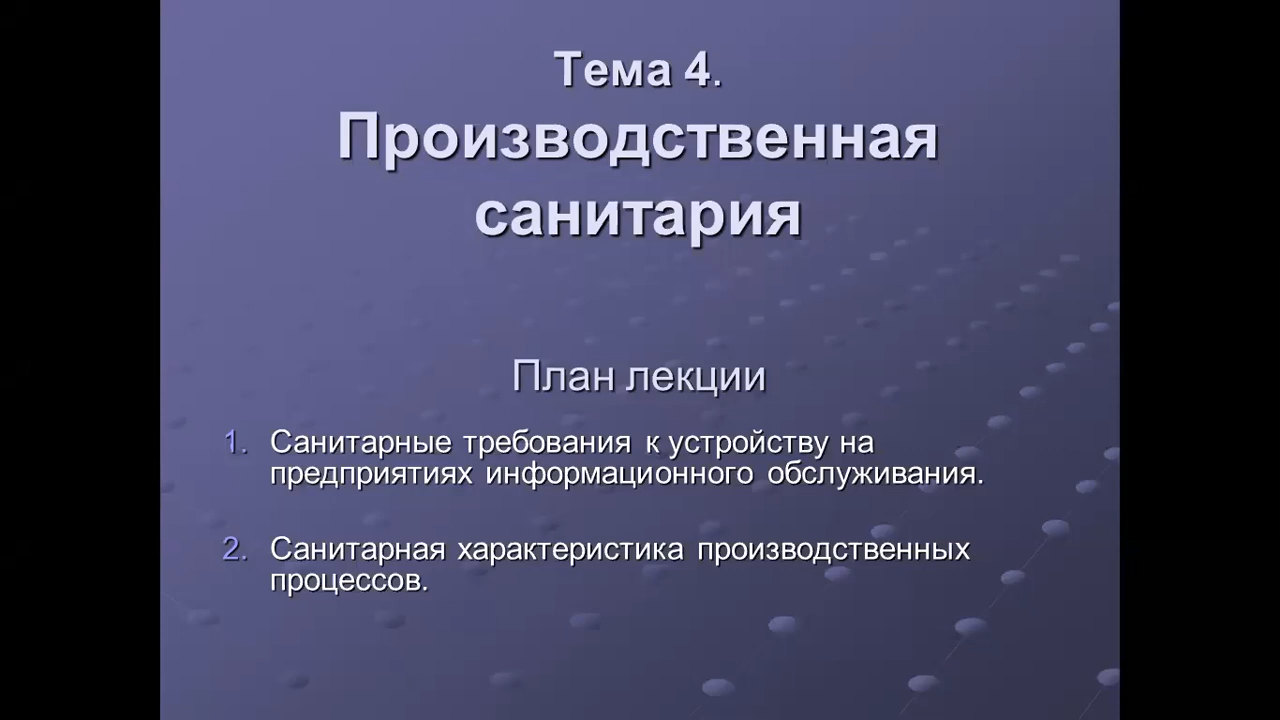 Тема 4.
Производственная
санитария
План лекции
1. Санитарные требования к устройству на
предприятиях информационного обслуживания.
2. Санитарная характеристика производственных
процессов.